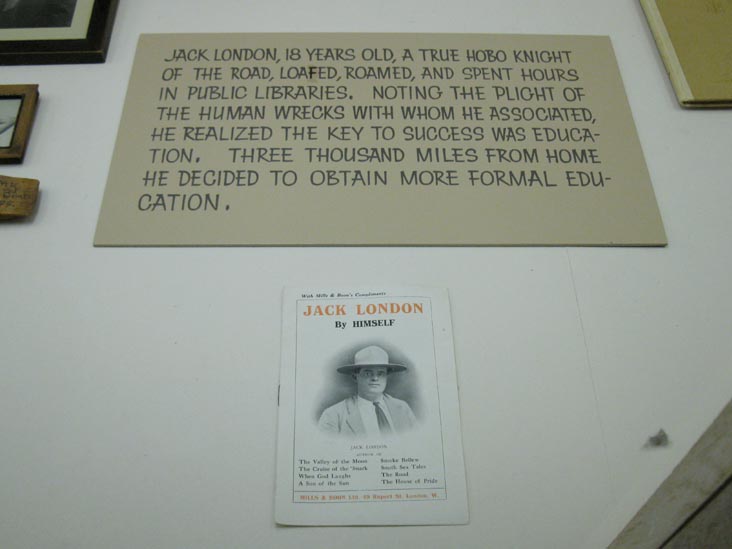 JACK LONDON, 18 YEARS OLD, A TRUE HOBO KNIGHT
OF THE ROAD, LOAFED, ROAMED, AND SPENT HOURS
IN PUBLIC LIBRARIES. NOTING THE PLIGHT OF
THE HUMAN WRECKS WITH WHOM HE ASSOCIATED,
HE REALIZED THE KEY TO SUCCESS WAS EDUCA-
TION. THREE THOUSAND MILES FROM HOME
HE DECIDED TO OBTAIN MORE FORMAL EDU-
CATION.
With Mills & Boon's Compliments
JACK LONDON
By HIMSELF
JACK LONDON
AUTHOR OF
The Valley of the Moon
The Cruise of the Snark
When God Laughs
A Son of the Sun
Smoke Bellew
South Sea Tales
The Road
The House of Pride
MILLS & BOON LTD. 49 Rupert St. London, W.